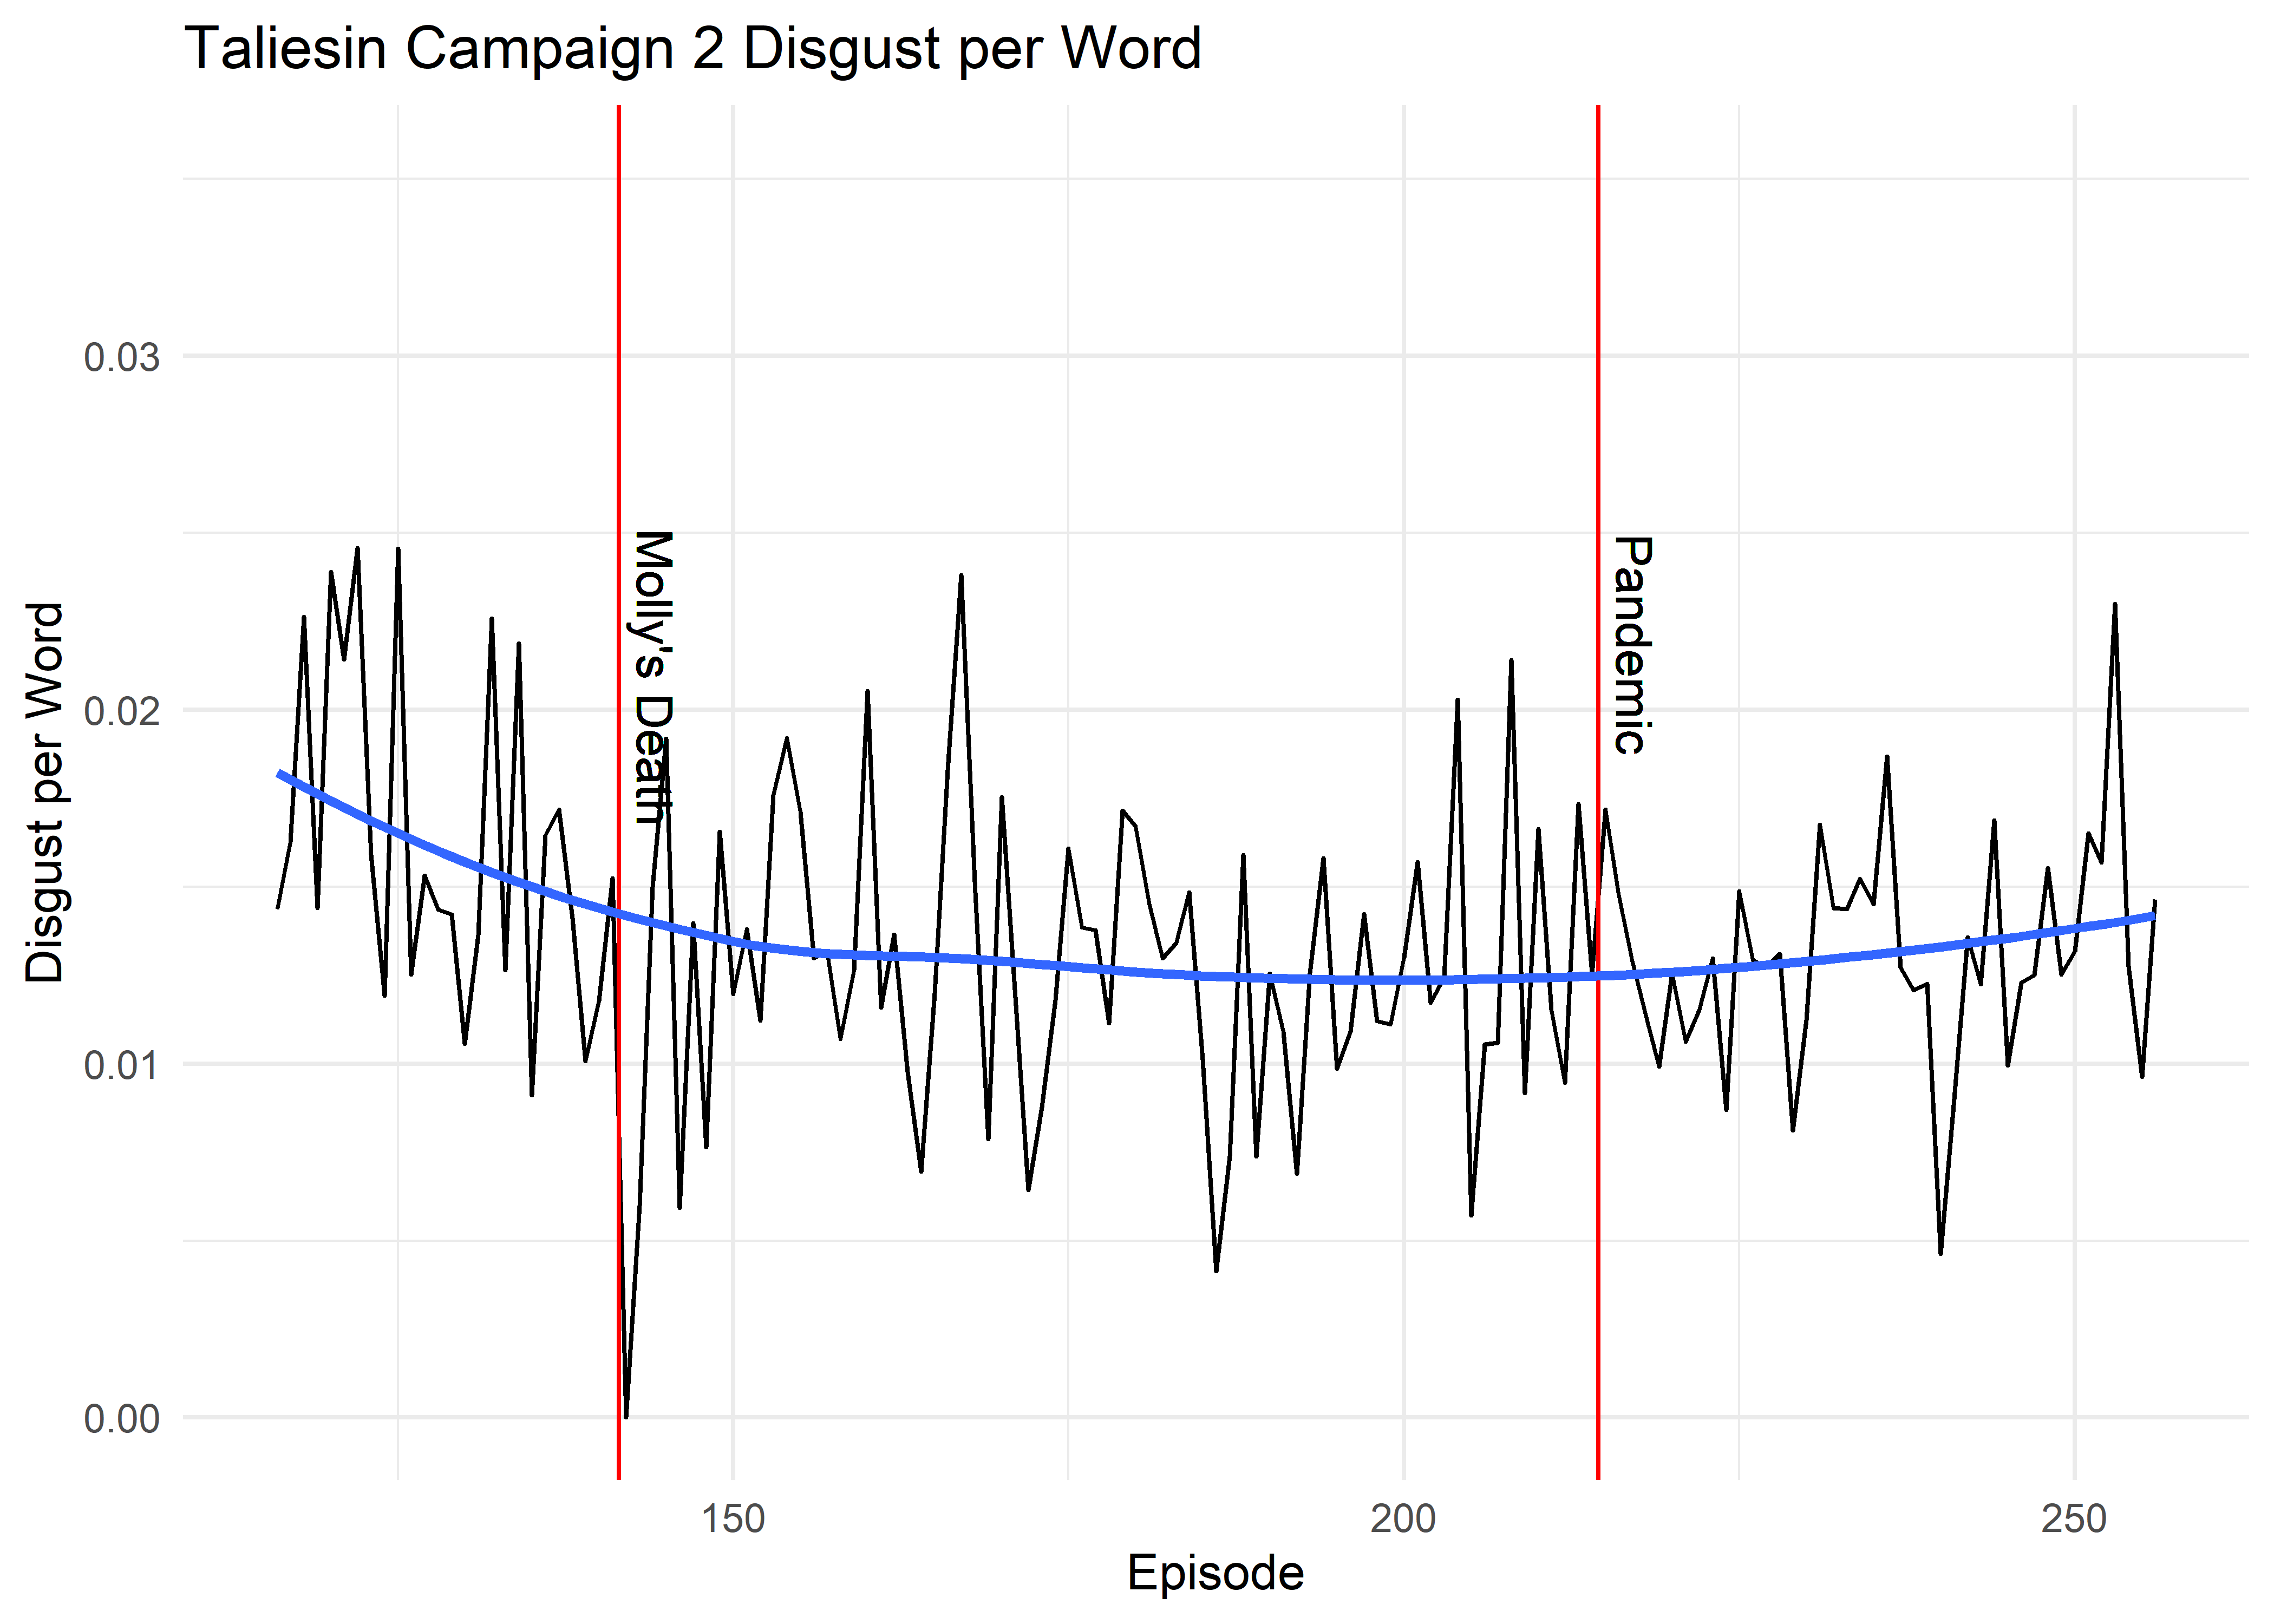 Taliesin Campaign 2 Disgust per Word
Disgust per Word
0.03
0.02
0.01
0.00
Molly's Death
Pandemic
150
200
250
Episode